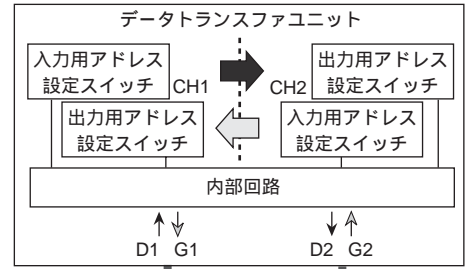 データトランスファユニット
入力用アドレス
設定スイッチ
CH1
出力用アドレス
設定スイッチ
CH2
出力用アドレス
設定スイッチ
入力用アドレス
設定スイッチ
内部回路
D1 G1
D2 G2